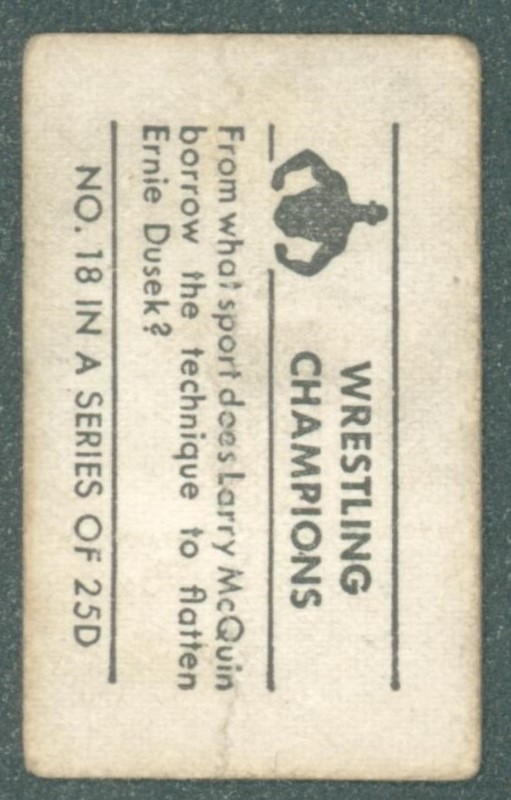 WRESTLING
CHAMPIONS
From what sport does Larry McQuin
borrow the technique to flatten
Ernie Dusek?
NO. 18 IN A SERIES OF 25D